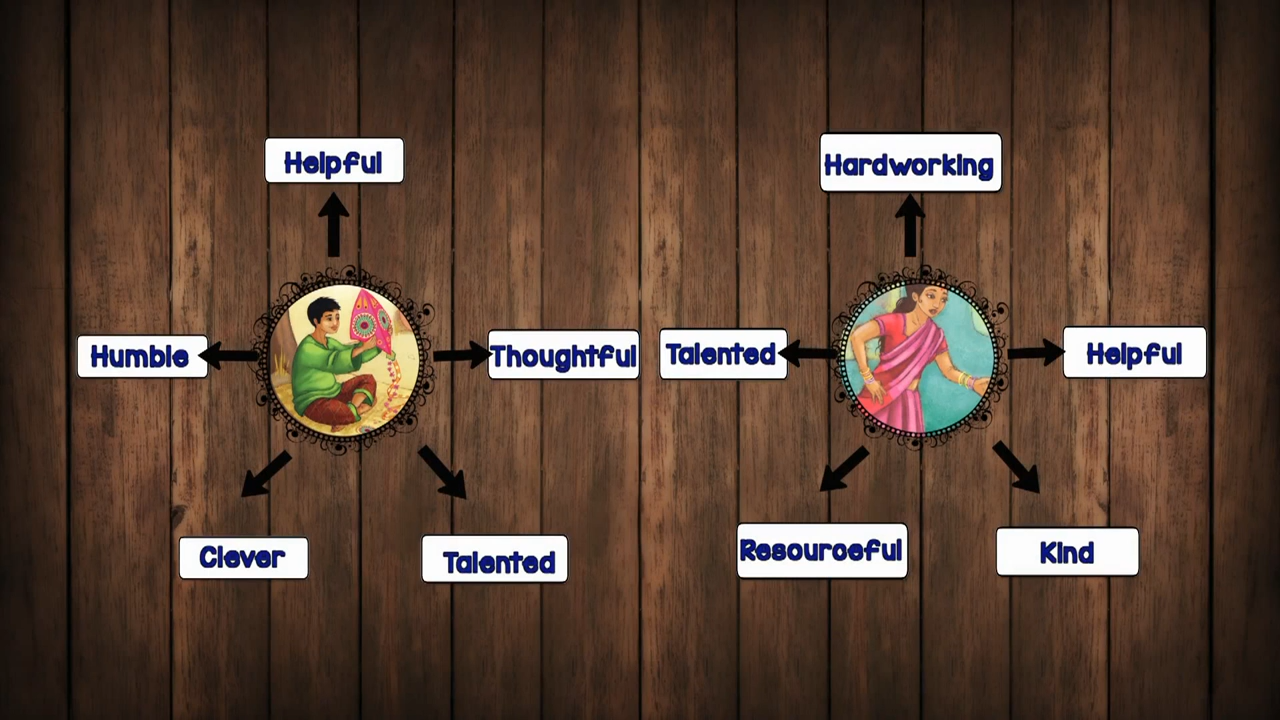 Helpful
Humble
Thoughtful
Clever
Talented
Hardworking
Talented
Helpful
Resourceful
Kind